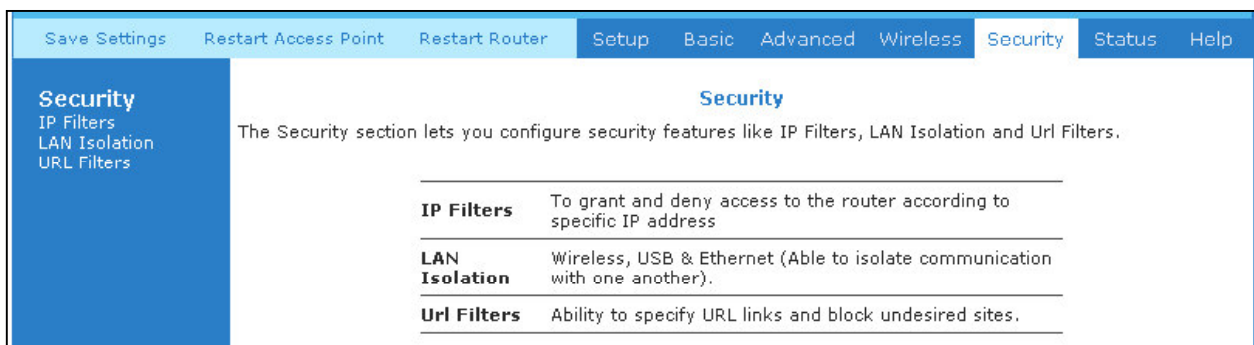 Save Settings Restart Access Point Restart Router Setup Basic Advanced Wireless Security Status Help
Security
IP Filters
LAN Isolation
URL Filters
Security
The Security section lets you configure security features like IP Filters, LAN Isolation and Url Filters.
IP Filters To grant and deny access to the router according to
specific IP address
LAN Wireless, USB & Ethernet (Able to isolate communication
Isolation with one another).
Url Filters Ability to specify URL links and block undesired sites.